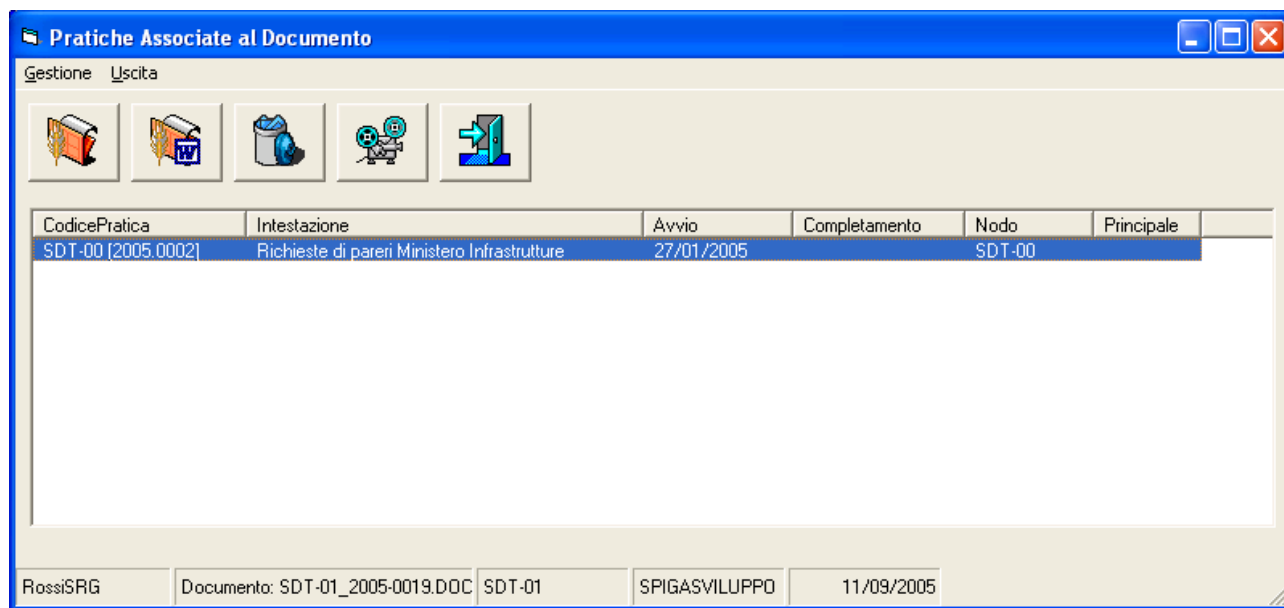 Pratiche Associate al Documento
Gestione Uscita
W
CodicePratica Intestazione Avvio Completamento Nodo Principale
SDT-00 [2005.0002] Richieste di pareri Ministero Infrastrutture 27/01/2005 SDT-00
RossiSRG Documento: SDT-01_2005-0019.DOC SDT-01 SPIGASVILUPPO 11/09/2005